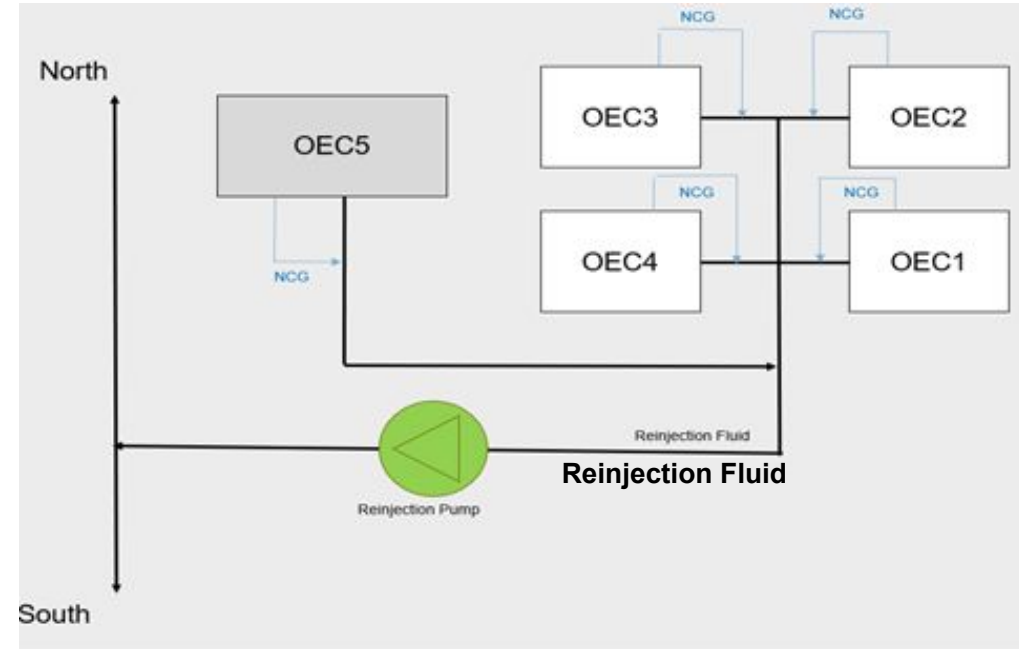 NCG
NCG
North
OEC3
OEC2
OEC5
NCG
NCG
OEC4
OEC1
NCG
Reinjection Fluid
Reinjection Fluid
Reinjection Pump
South